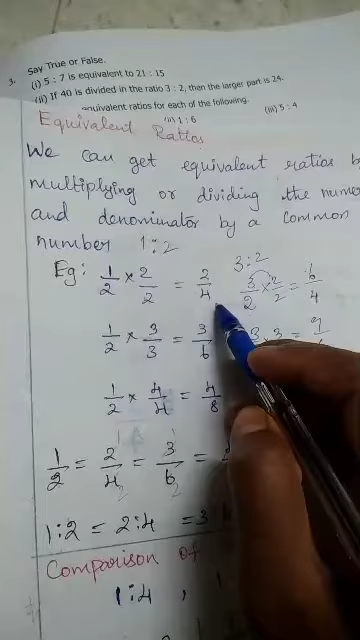 3. Say True or False.
(i) 5 : 7 is equivalent to 21 : 15
(ii) If 40 is divided in the ratio 3 : 2, then the larger part is 24.
equivalent ratios for each of the following.
(ii) 1 : 6 (iii) 5 : 4
Equivalent Ratios
We can get equivalent ratios b
multiplying or dividing the numer
and denominator by a common
number 1:2
3:2
Eg: 1/2 × 2/2 = 2/4 3/2 × 2/2 = 6/4
1/2 × 3/3 = 3/6
1/2 × 4/4 = 4/8
1/2 = 2/4 = 3/6 =
1:2 = 2:4 = 3
Comparison of
1:4 ,